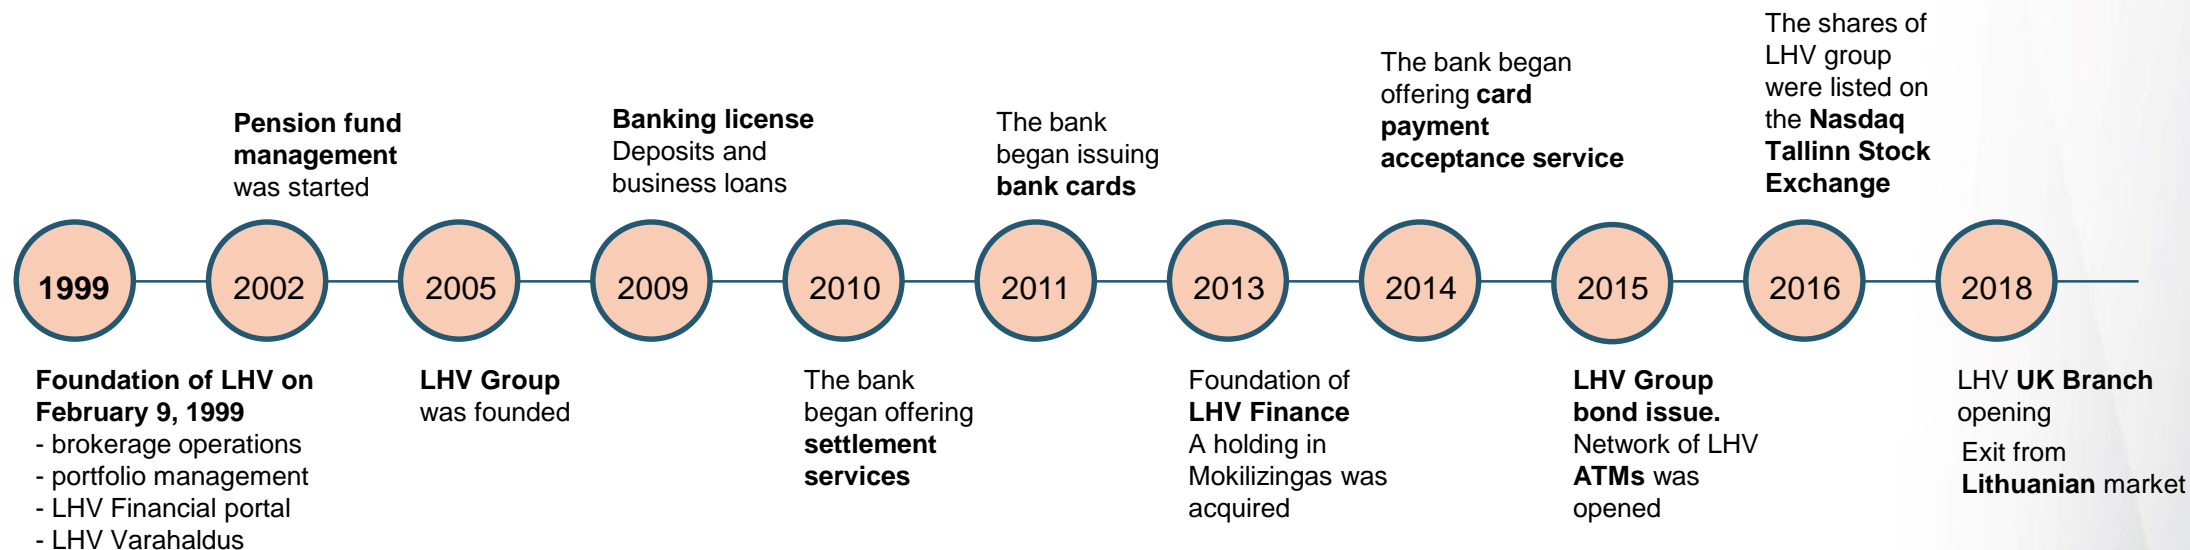 The shares of
LHV group
were listed on
the Nasdaq
Tallinn Stock
Exchange
The bank began
offering card
payment
acceptance service
Pension fund
management
was started
Banking license
Deposits and
business loans
The bank
began issuing
bank cards
1999
2002
2005
2009
2010
2011
2013
2014
2015
2016
2018
Foundation of LHV on
February 9, 1999
- brokerage operations
- portfolio management
- LHV Financial portal
- LHV Varahaldus
LHV Group
was founded
The bank
began offering
settlement
services
Foundation of
LHV Finance
A holding in
Mokilizingas was
acquired
LHV Group
bond issue.
Network of LHV
ATMs was
opened
LHV UK Branch
opening
Exit from
Lithuanian market